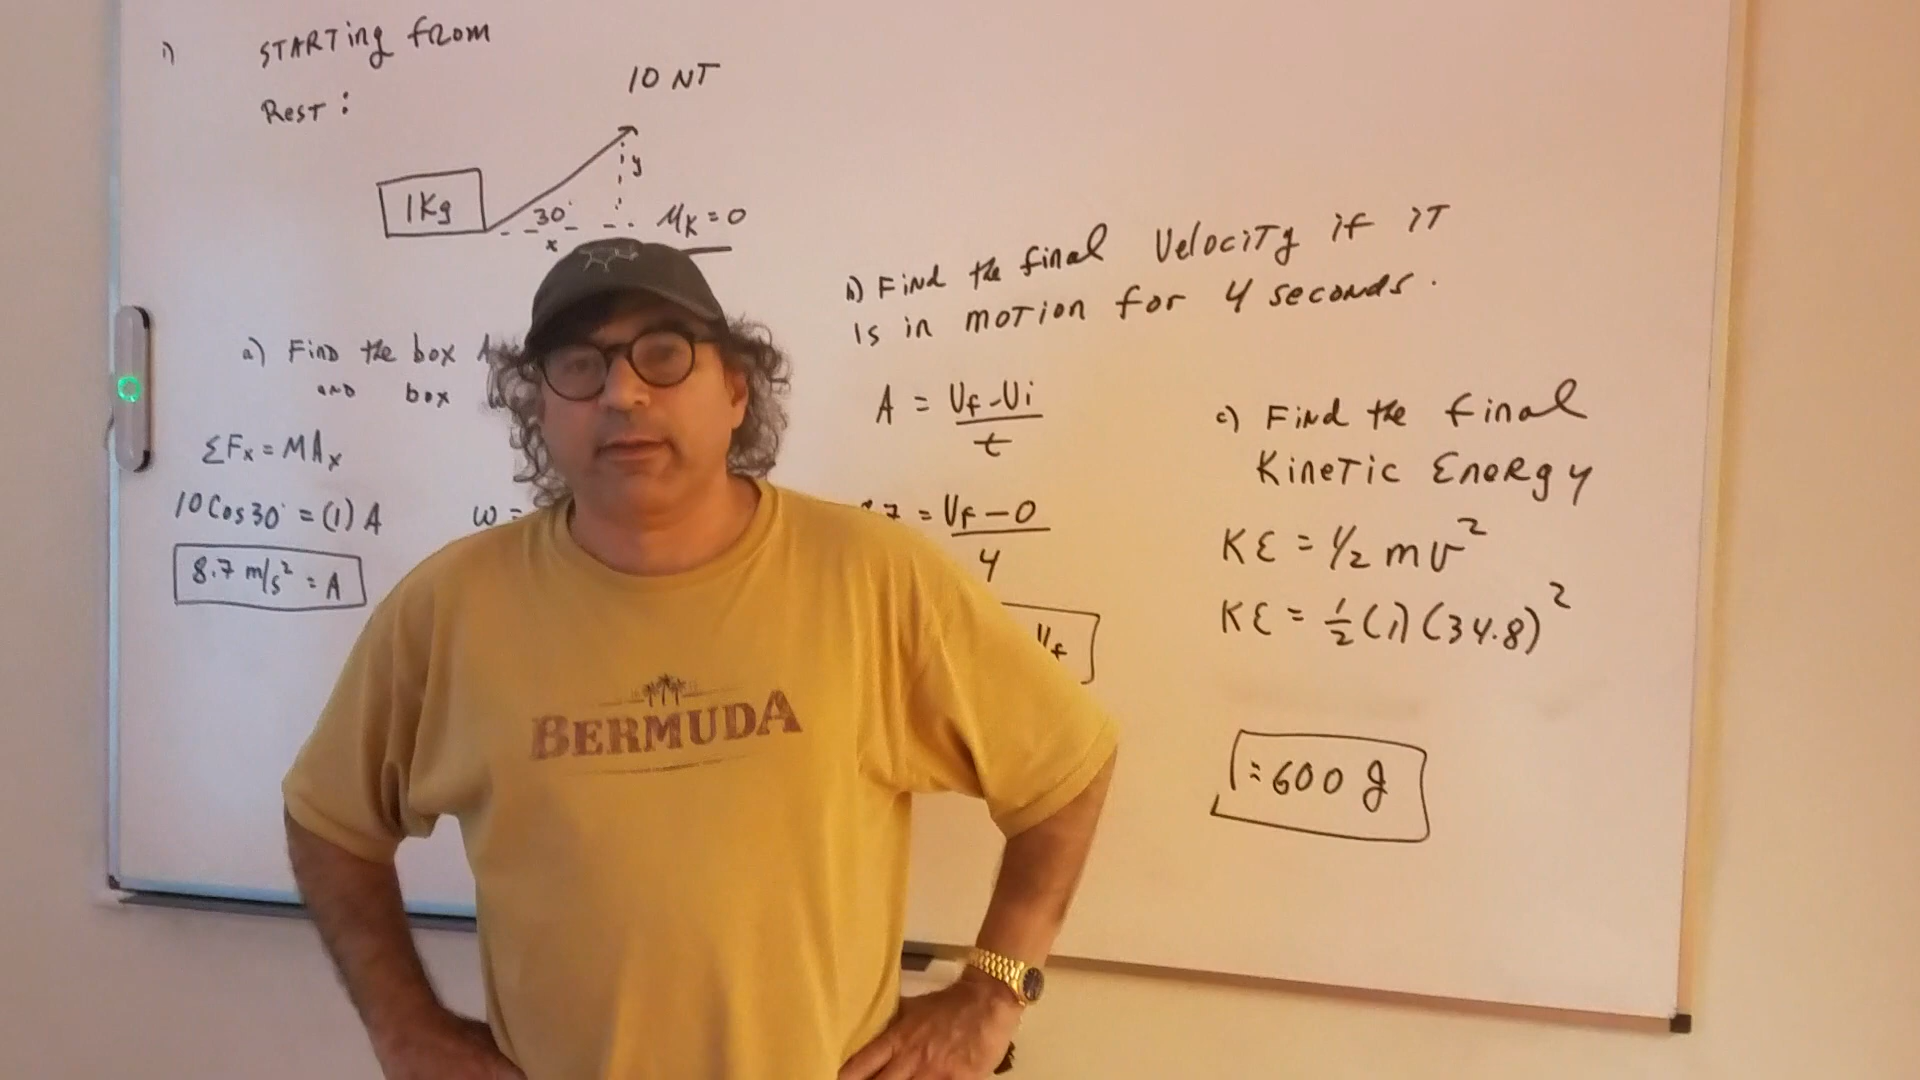 1) STARTing from
Rest :
10 NT
y
1Kg
30°
x
μK = 0
a) Find the box
and box
ΣFx = MAx
10 Cos 30° = (1) A
8.7 m/s² = A
ω =
b) Find the final Velocity if iT
is in moTion for 4 seconds.
A = Vf - Vi
t
= Vf - 0
4
Vf
c) Find the final
KineTic Energy
KE = 1/2 mv²
KE = 1/2 (1) (34.8)²
= 600 J
BERMUDA